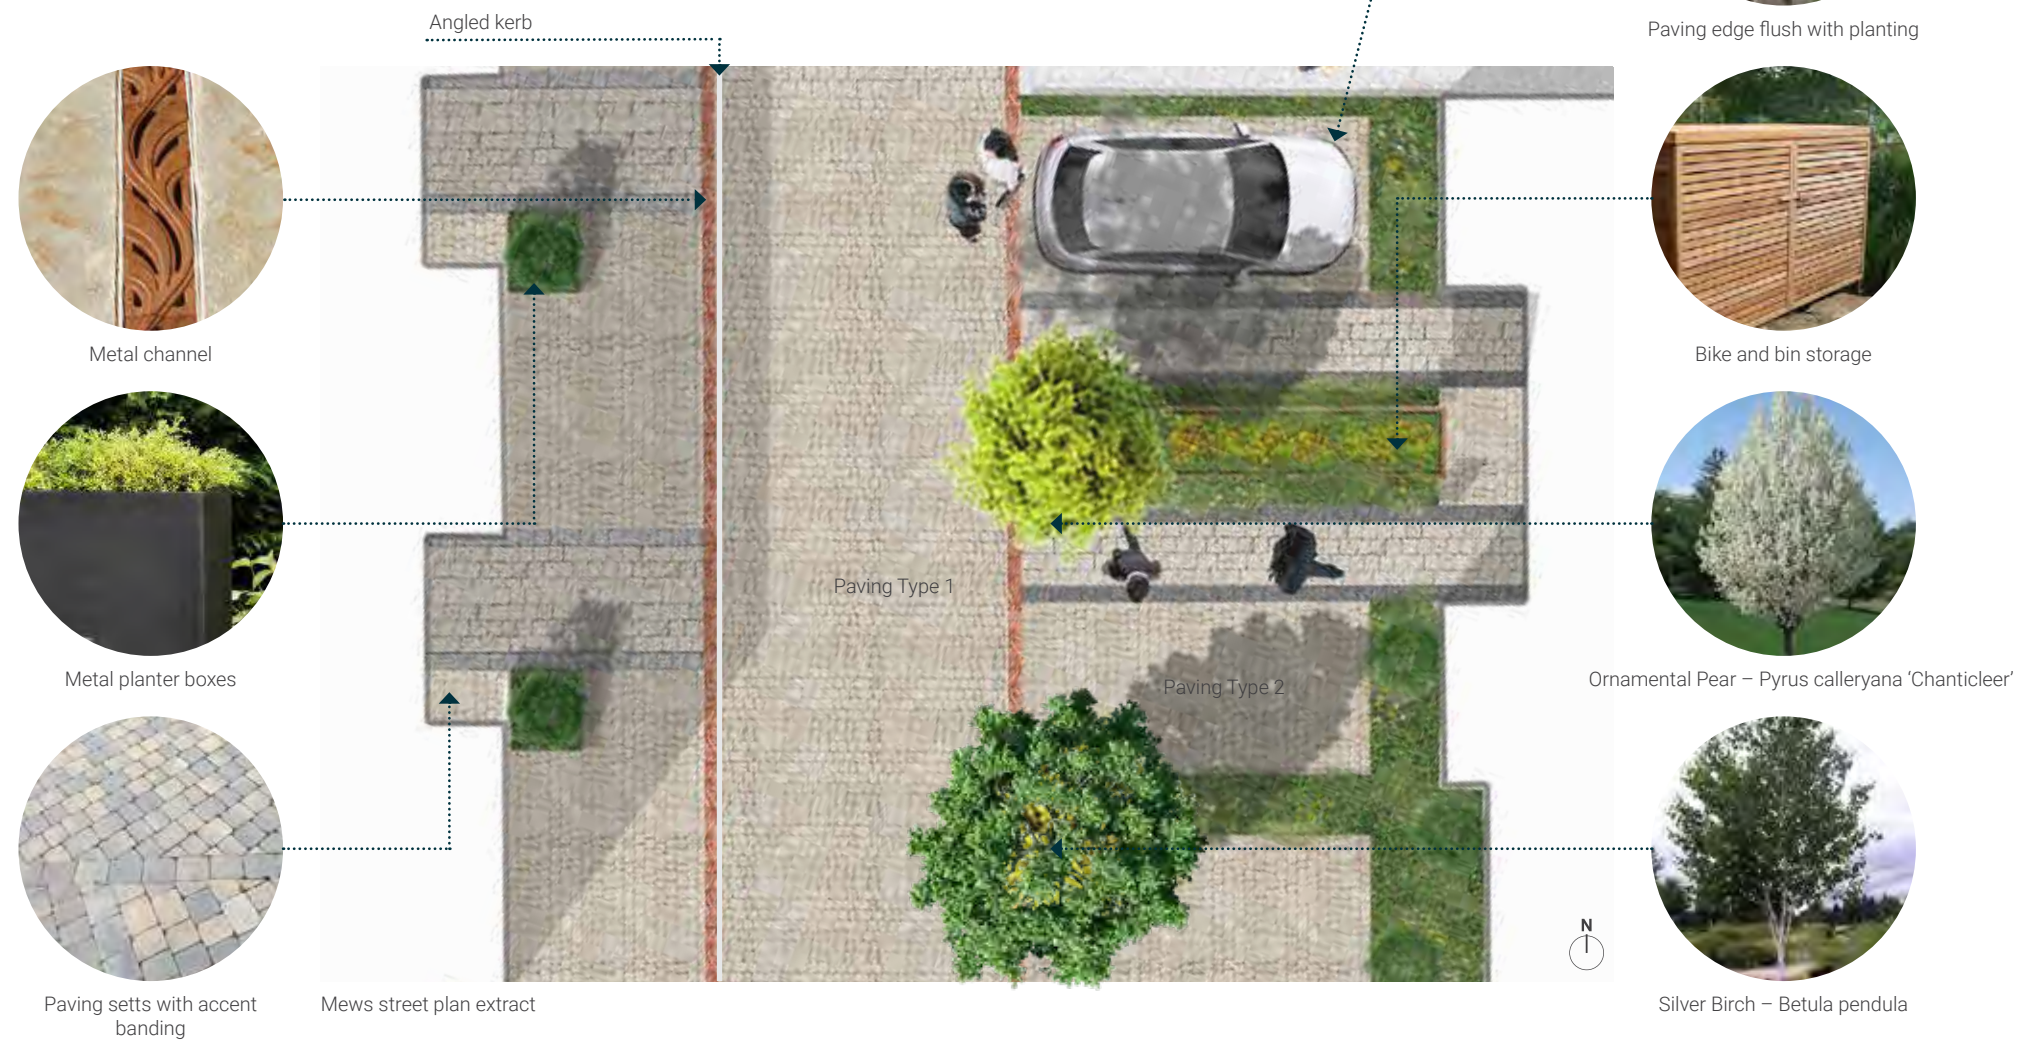 Angled kerb
Paving edge flush with planting
Metal channel
Bike and bin storage
Metal planter boxes
Paving Type 1
Paving Type 2
Ornamental Pear – Pyrus calleryana ‘Chanticleer’
N
Paving setts with accent
banding
Mews street plan extract
Silver Birch – Betula pendula